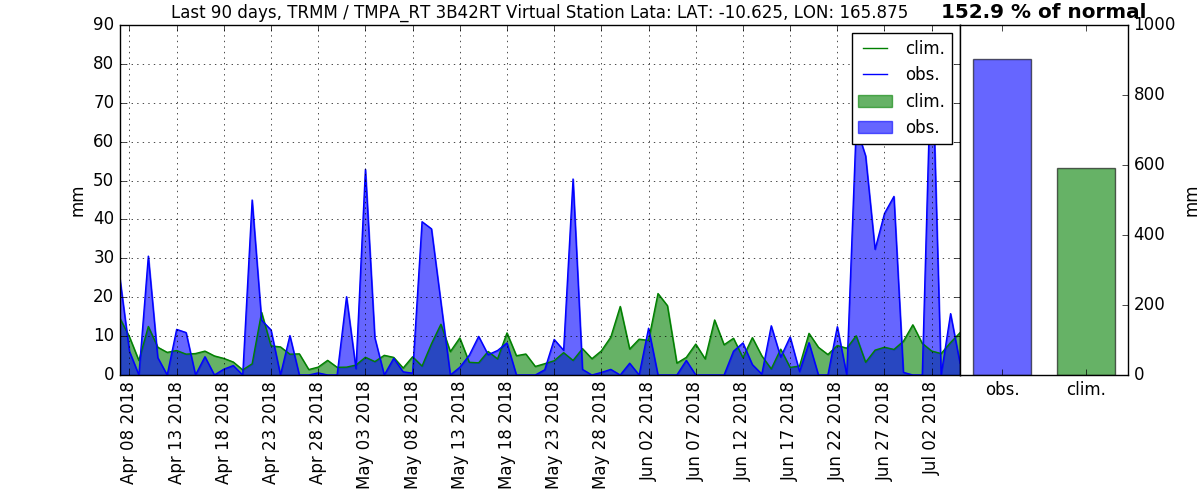 Last 90 days, TRMM / TMPA_RT 3B42RT Virtual Station Lata: LAT: -10.625, LON: 165.875
152.9 % of normal
90
80
70
60
50
40
30
20
10
0
mm
clim.
obs.
clim.
obs.
Apr 08 2018
Apr 13 2018
Apr 18 2018
Apr 23 2018
Apr 28 2018
May 03 2018
May 08 2018
May 13 2018
May 18 2018
May 23 2018
May 28 2018
Jun 02 2018
Jun 07 2018
Jun 12 2018
Jun 17 2018
Jun 22 2018
Jun 27 2018
Jul 02 2018
1000
800
600
400
200
0
mm
obs.
clim.